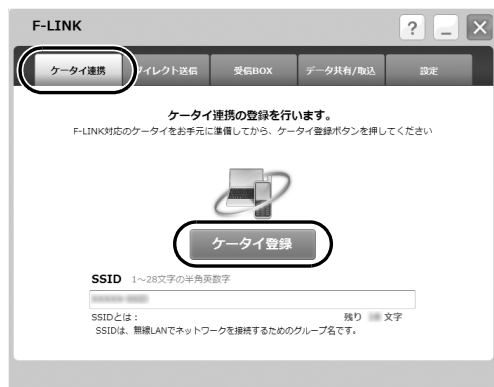 F-LINK
? _ X
ケータイ連携 ダイレクト送信 受信BOX データ共有/取込 設定
ケータイ連携の登録を行います。
F-LINK対応のケータイをお手元に準備してから、ケータイ登録ボタンを押してください
ケータイ登録
SSID 1～28文字の半角英数字
SSIDとは： 残り 文字
SSIDは、無線LANでネットワークを接続するためのグループ名です。